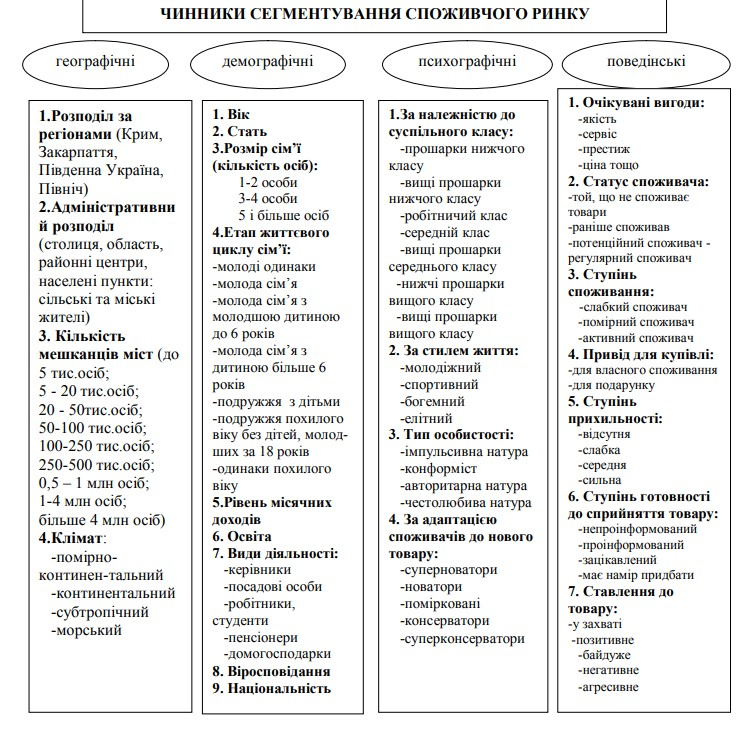 ЧИННИКИ СЕГМЕНТУВАННЯ СПОЖИВЧОГО РИНКУ
географічні
демографічні
психографічні
поведінські
1.Розподіл за
регіонами (Крим,
Закарпаття,
Південна Україна,
Північ)
2.Адміністративни
й розподіл
(столиця, область,
районні центри,
населені пункти:
сільські та міські
жителі)
3. Кількість
мешканців міст (до
5 тис.осіб;
5 - 20 тис.осіб;
20 - 50тис.осіб;
50-100 тис.осіб;
100-250 тис.осіб;
250-500 тис.осіб;
0,5 – 1 млн осіб;
1-4 млн осіб;
більше 4 млн осіб)
4.Клімат:
-помірно-
континен-тальний
-континентальний
-субтропічний
-морський
1. Вік
2. Стать
3.Розмір сім’ї
(кількість осіб):
1-2 особи
3-4 особи
5 і більше осіб
4.Етап життєвого
циклу сім’ї:
-молоді одинаки
-молода сім’я
-молода сім’я з
молодшою дитиною
до 6 років
-молода сім’я з
дитиною більше 6
років
-подружжя з дітьми
-подружжя похилого
віку без дітей, молод-
ших за 18 років
-одинаки похилого
віку
5.Рівень місячних
доходів
6. Освіта
7. Види діяльності:
-керівники
-посадові особи
-робітники,
студенти
-пенсіонери
-домогосподарки
8. Віросповідання
9. Національність
1.За належністю до
суспільного класу:
-прошарки нижчого
класу
-вищі прошарки
нижчого класу
-робітничий клас
-середній клас
-вищі прошарки
середнього класу
-нижчі прошарки
вищого класу
-вищі прошарки
вищого класу
2. За стилем життя:
-молодіжний
-спортивний
-богемний
-елітний
3. Тип особистості:
-імпульсивна натура
-конформіст
-авторитарна натура
-честолюбива натура
4. За адаптацією
споживачів до нового
товару:
-суперноватори
-новатори
-помірковані
-консерватори
-суперконсерватори
1. Очікувані вигоди:
-якість
-сервіс
-престиж
-ціна тощо
2. Статус споживача:
-той, що не споживає
товари
-раніше споживав
-потенційний споживач -
регулярний споживач
3. Ступінь
споживання:
-слабкий споживач
-помірний споживач
-активний споживач
4. Привід для купівлі:
-для власного споживання
-для подарунку
5. Ступінь
прихильності:
-відсутня
-слабка
-середня
-сильна
6. Ступінь готовності
до сприйняття товару:
-непроінформований
-проінформований
-зацікавлений
-має намір придбати
7. Ставлення до
товару:
-у захваті
-позитивне
-байдуже
-негативне
-агресивне